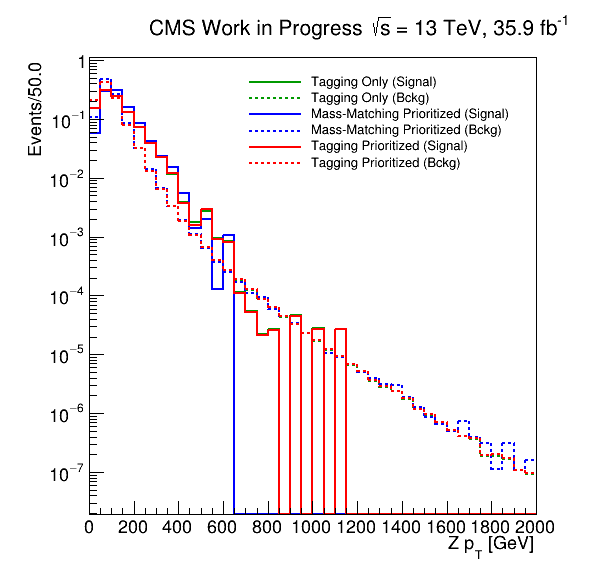 CMS Work in Progress √s = 13 TeV, 35.9 fb⁻¹
Events/50.0
1
10⁻¹
10⁻²
10⁻³
10⁻⁴
10⁻⁵
10⁻⁶
10⁻⁷
Tagging Only (Signal)
Tagging Only (Bckg)
Mass-Matching Prioritized (Signal)
Mass-Matching Prioritized (Bckg)
Tagging Prioritized (Signal)
Tagging Prioritized (Bckg)
0 200 400 600 800 1000 1200 1400 1600 1800 2000
Z p_T [GeV]